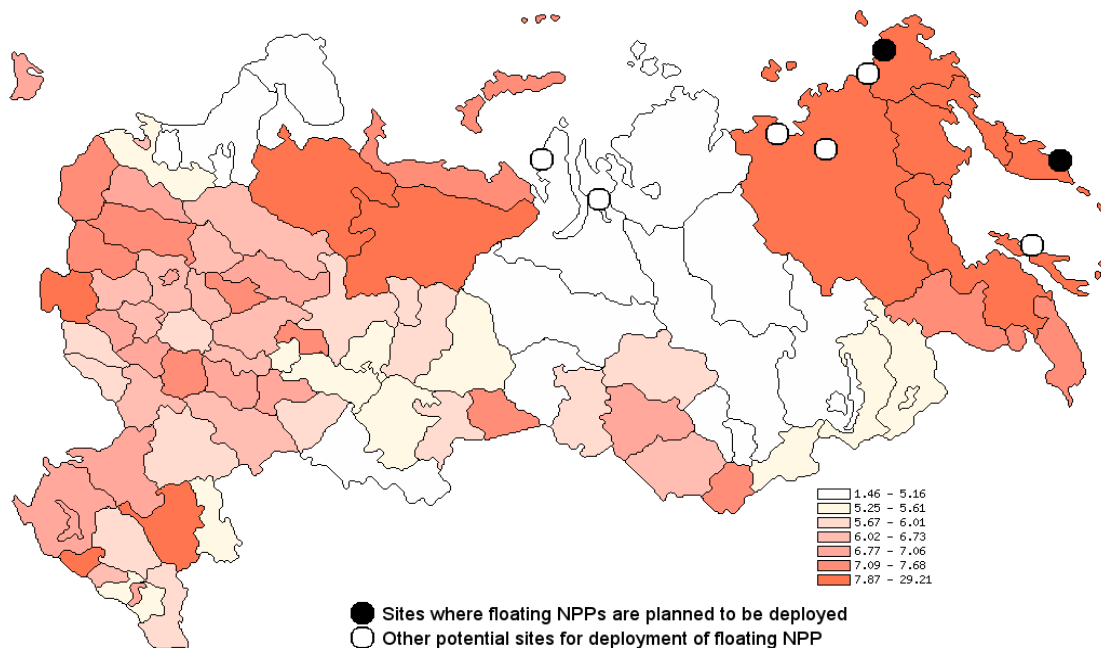 1.46 - 5.16
5.25 - 5.61
5.67 - 6.01
6.02 - 6.73
6.77 - 7.06
7.09 - 7.68
7.87 - 29.21
Sites where floating NPPs are planned to be deployed
Other potential sites for deployment of floating NPP